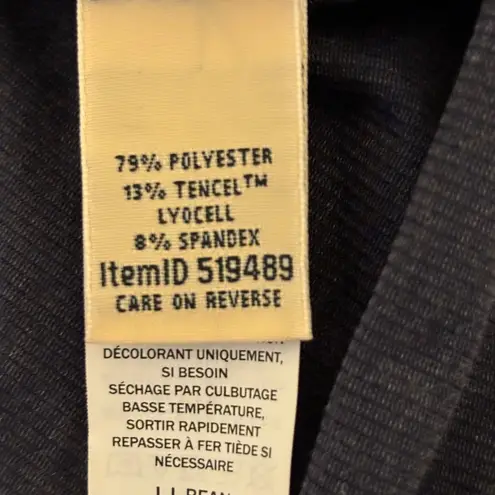 79% POLYESTER
13% TENCEL™
LYOCELL
8% SPANDEX
ItemID 519489
CARE ON REVERSE
DÉCOLORANT UNIQUEMENT,
SI BESOIN
SÉCHAGE PAR CULBUTAGE
BASSE TEMPÉRATURE,
SORTIR RAPIDEMENT
REPASSER À FER TIÈDE SI
NÉCESSAIRE
L.L.BEAN